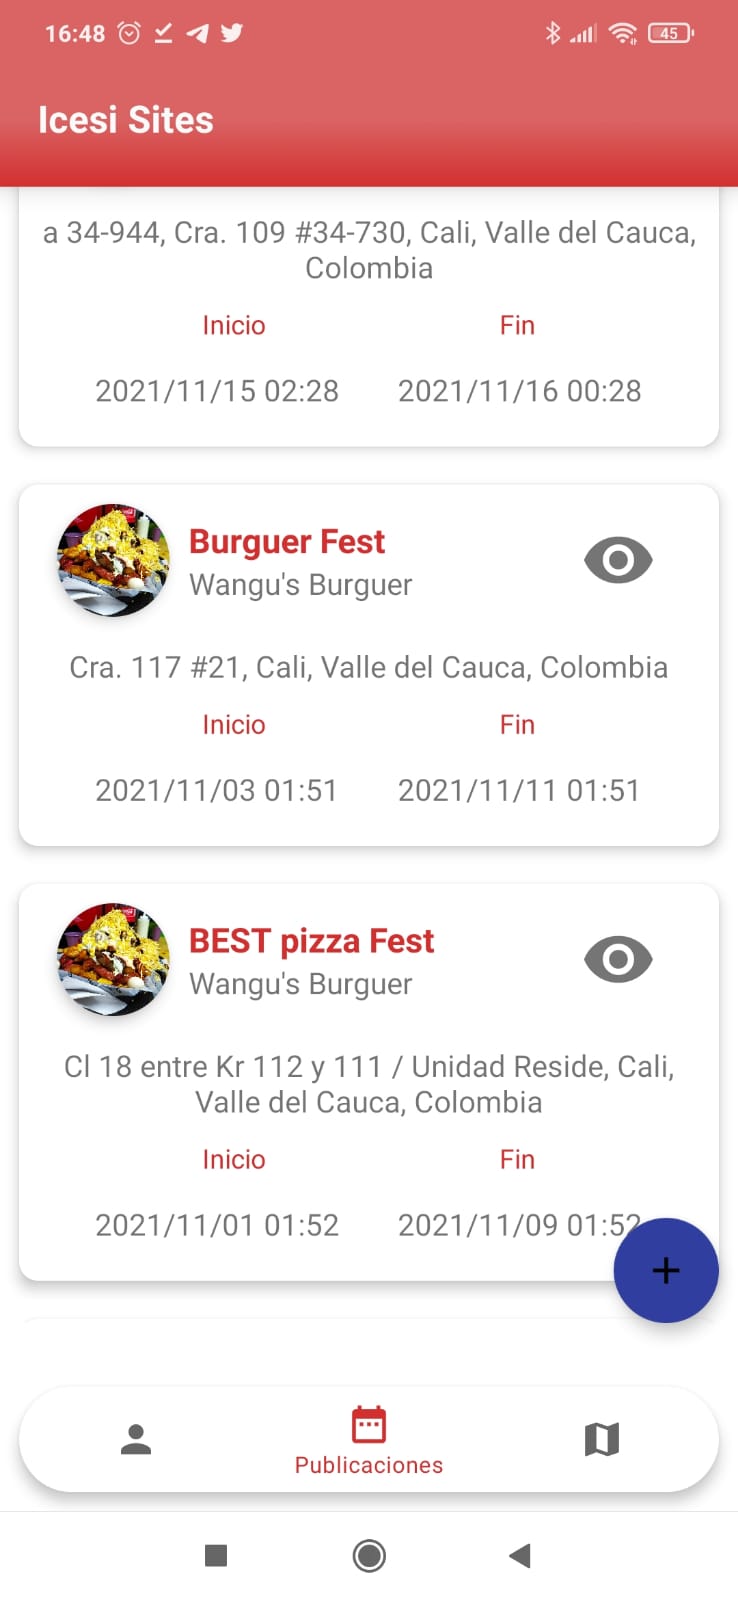 16:48
45
Icesi Sites
a 34-944, Cra. 109 #34-730, Cali, Valle del Cauca,
Colombia
Inicio Fin
2021/11/15 02:28 2021/11/16 00:28
Burguer Fest
Wangu's Burguer
Cra. 117 #21, Cali, Valle del Cauca, Colombia
Inicio Fin
2021/11/03 01:51 2021/11/11 01:51
BEST pizza Fest
Wangu's Burguer
Cl 18 entre Kr 112 y 111 / Unidad Reside, Cali,
Valle del Cauca, Colombia
Inicio Fin
2021/11/01 01:52 2021/11/09 01:52
+
Publicaciones